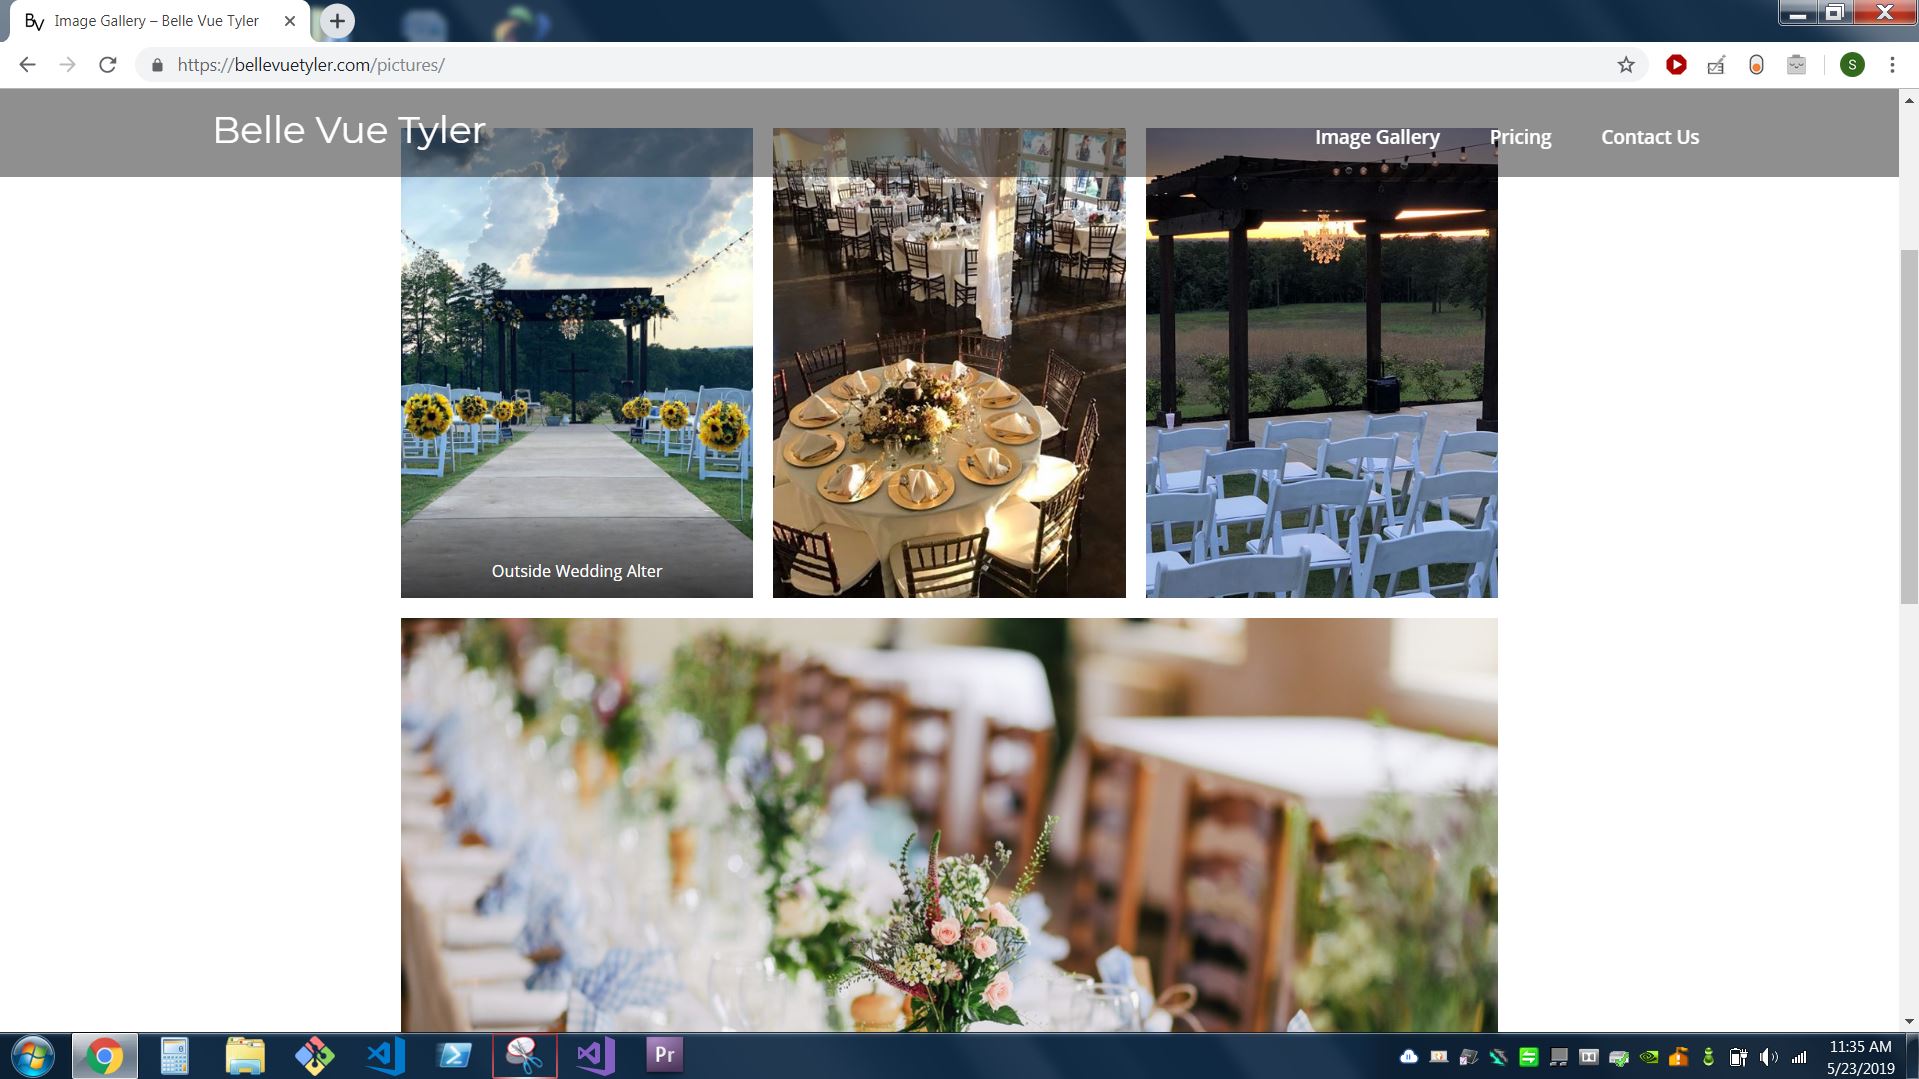 Image Gallery – Belle Vue Tyler
https://bellevuetyler.com/pictures/
S
Belle Vue Tyler
Image Gallery
Pricing
Contact Us
Outside Wedding Alter
Pr
11:35 AM
5/23/2019